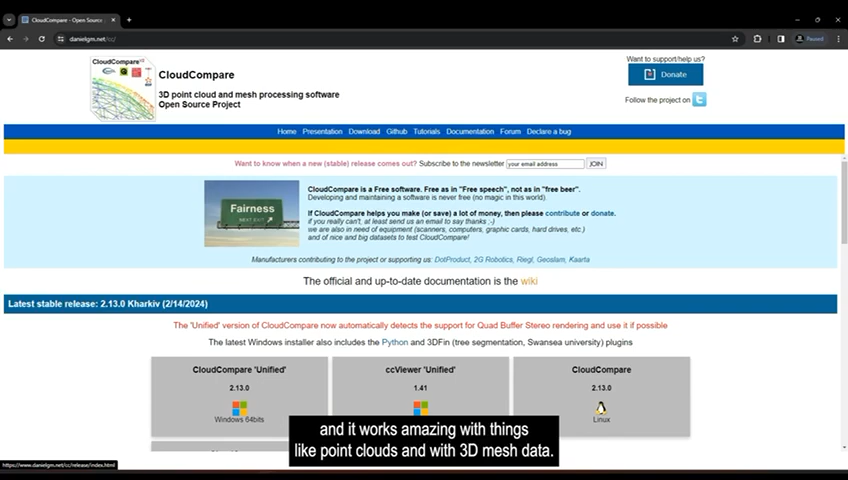 CloudCompare - Open Source
danielgm.net/cc/
Paused
CloudCompare
CloudCompare
3D point cloud and mesh processing software
Open Source Project
Want to support/help us?
Donate
Follow the project on
Home Presentation Download Github Tutorials Documentation Forum Declare a bug
Want to know when a new (stable) release comes out? Subscribe to the newsletter your email address JOIN
Fairness
NEXT EXIT
CloudCompare is a Free software. Free as in "Free speech", not as in "free beer".
Developing and maintaining a software is never free (no magic in this world).
If CloudCompare helps you make (or save) a lot of money, then please contribute or donate.
if you really can't, at least send us an email to say thanks ;-)
we are also in need of equipment (scanners, computers, graphic cards, hard drives, etc.)
and of nice and big datasets to test CloudCompare!
Manufacturers contributing to the project or supporting us: DotProduct, 2G Robotics, Riegl, Geoslam, Kaarta
The official and up-to-date documentation is the wiki
Latest stable release: 2.13.0 Kharkiv (2/14/2024)
The 'Unified' version of CloudCompare now automatically detects the support for Quad Buffer Stereo rendering and use it if possible
The latest Windows installer also includes the Python and 3DFin (tree segmentation, Swansea university) plugins
CloudCompare 'Unified' ccViewer 'Unified' CloudCompare
2.13.0 1.41 2.13.0
Windows 64bits Linux
and it works amazing with things
like point clouds and with 3D mesh data.
https://www.danielgm.net/cc/release/index.html